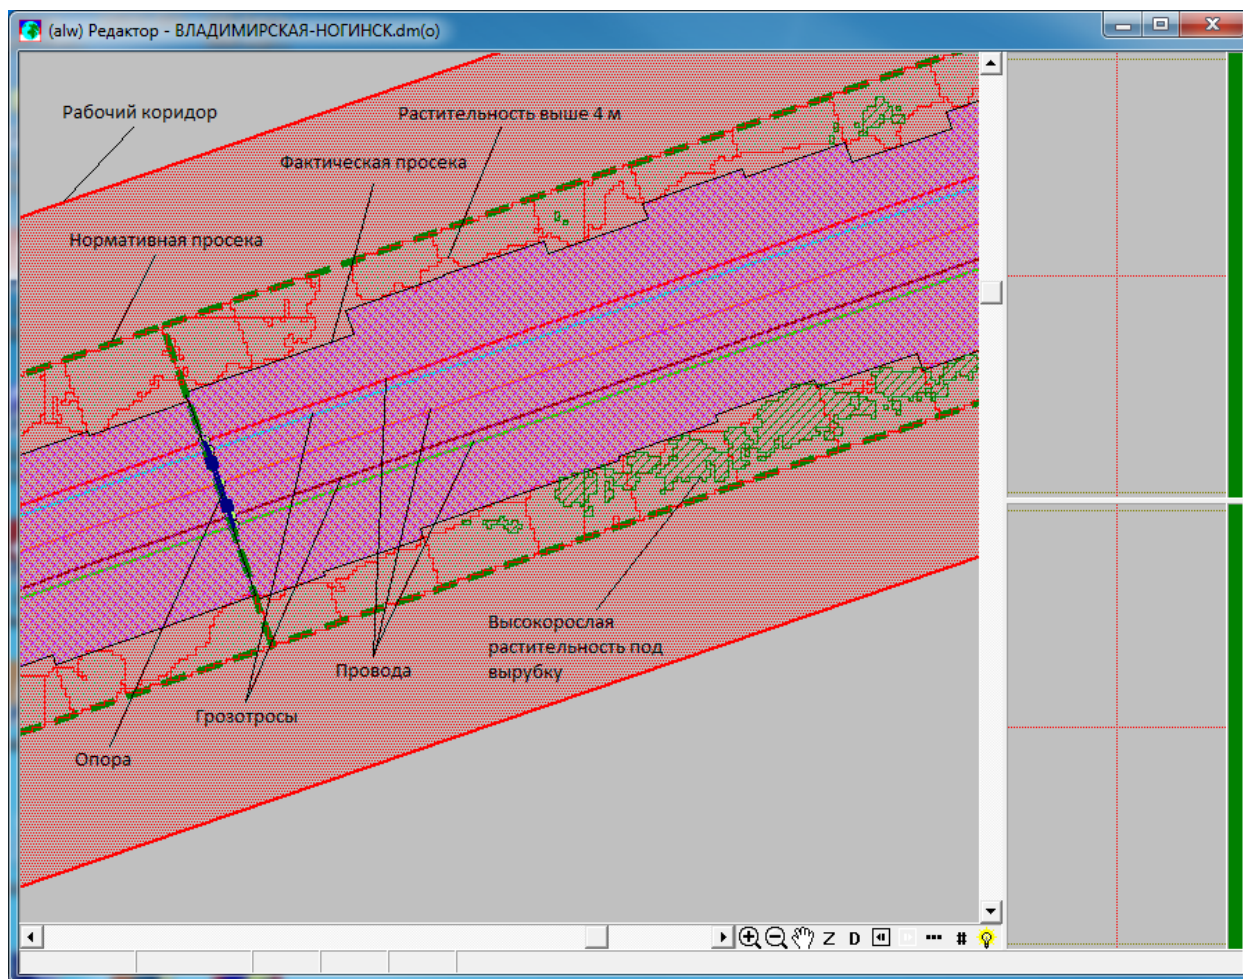 (alw) Редактор - ВЛАДИМИРСКАЯ-НОГИНСК.dm(o)
Рабочий коридор
Растительность выше 4 м
Фактическая просека
Нормативная просека
Высокорослая
растительность под
вырубку
Провода
Грозотросы
Опора
Z D #